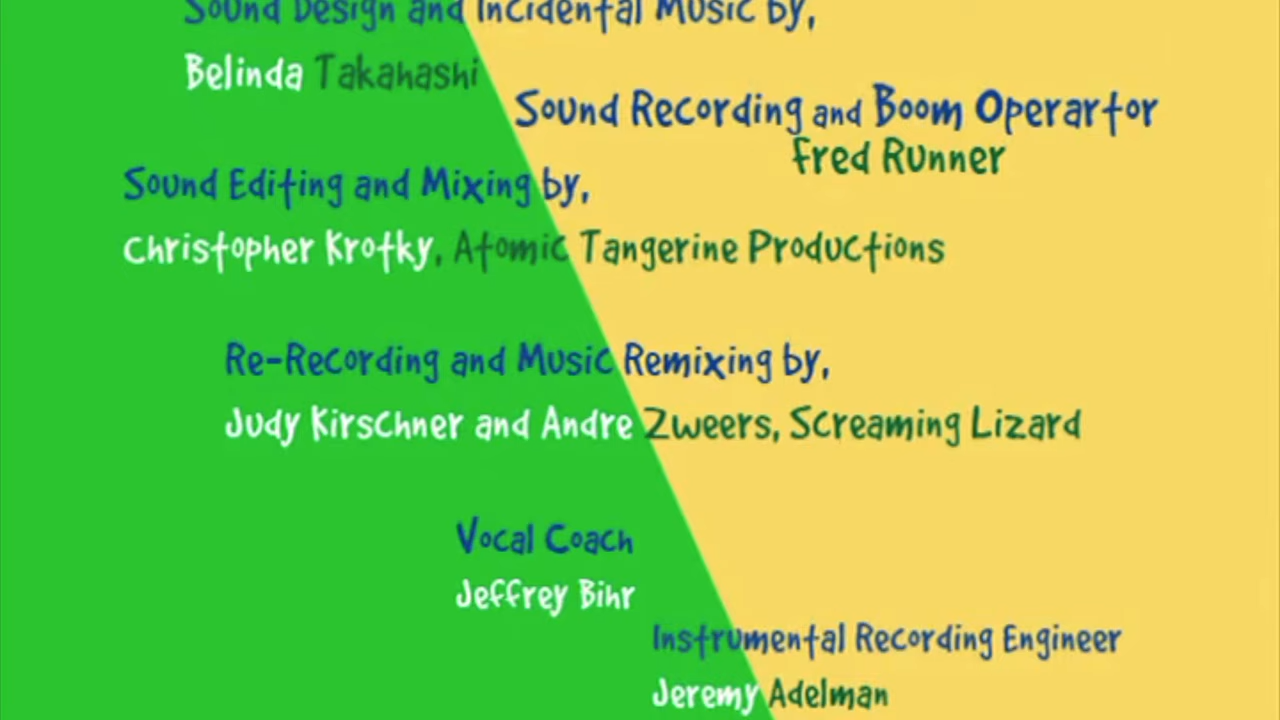 Sound Design and Incidental Music by,
Belinda Takahashi
Sound Recording and Boom Operartor
Fred Runner
Sound Editing and Mixing by,
Christopher Krotky, Atomic Tangerine Productions
Re-Recording and Music Remixing by,
Judy Kirschner and Andre Zweers, Screaming Lizard
Vocal Coach
Jeffrey Bihr
Instrumental Recording Engineer
Jeremy Adelman